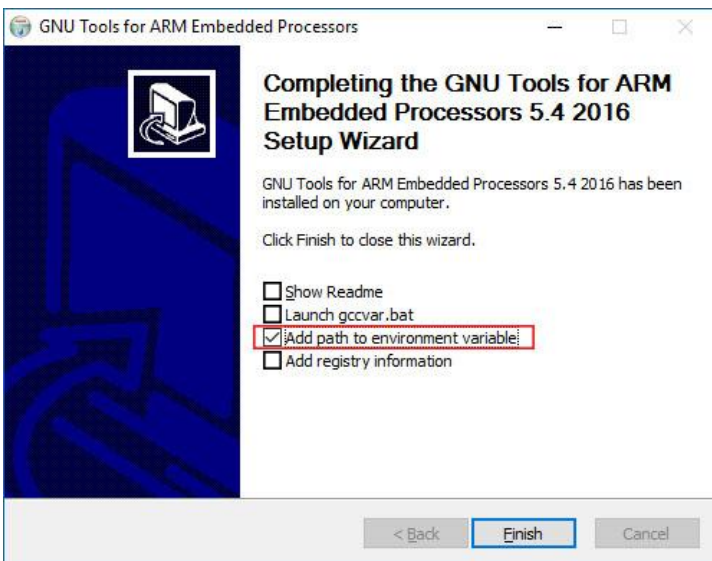 GNU Tools for ARM Embedded Processors
Completing the GNU Tools for ARM
Embedded Processors 5.4 2016
Setup Wizard
GNU Tools for ARM Embedded Processors 5.4 2016 has been
installed on your computer.
Click Finish to close this wizard.
Show Readme
Launch gccvar.bat
Add path to environment variable
Add registry information
< Back
Finish
Cancel